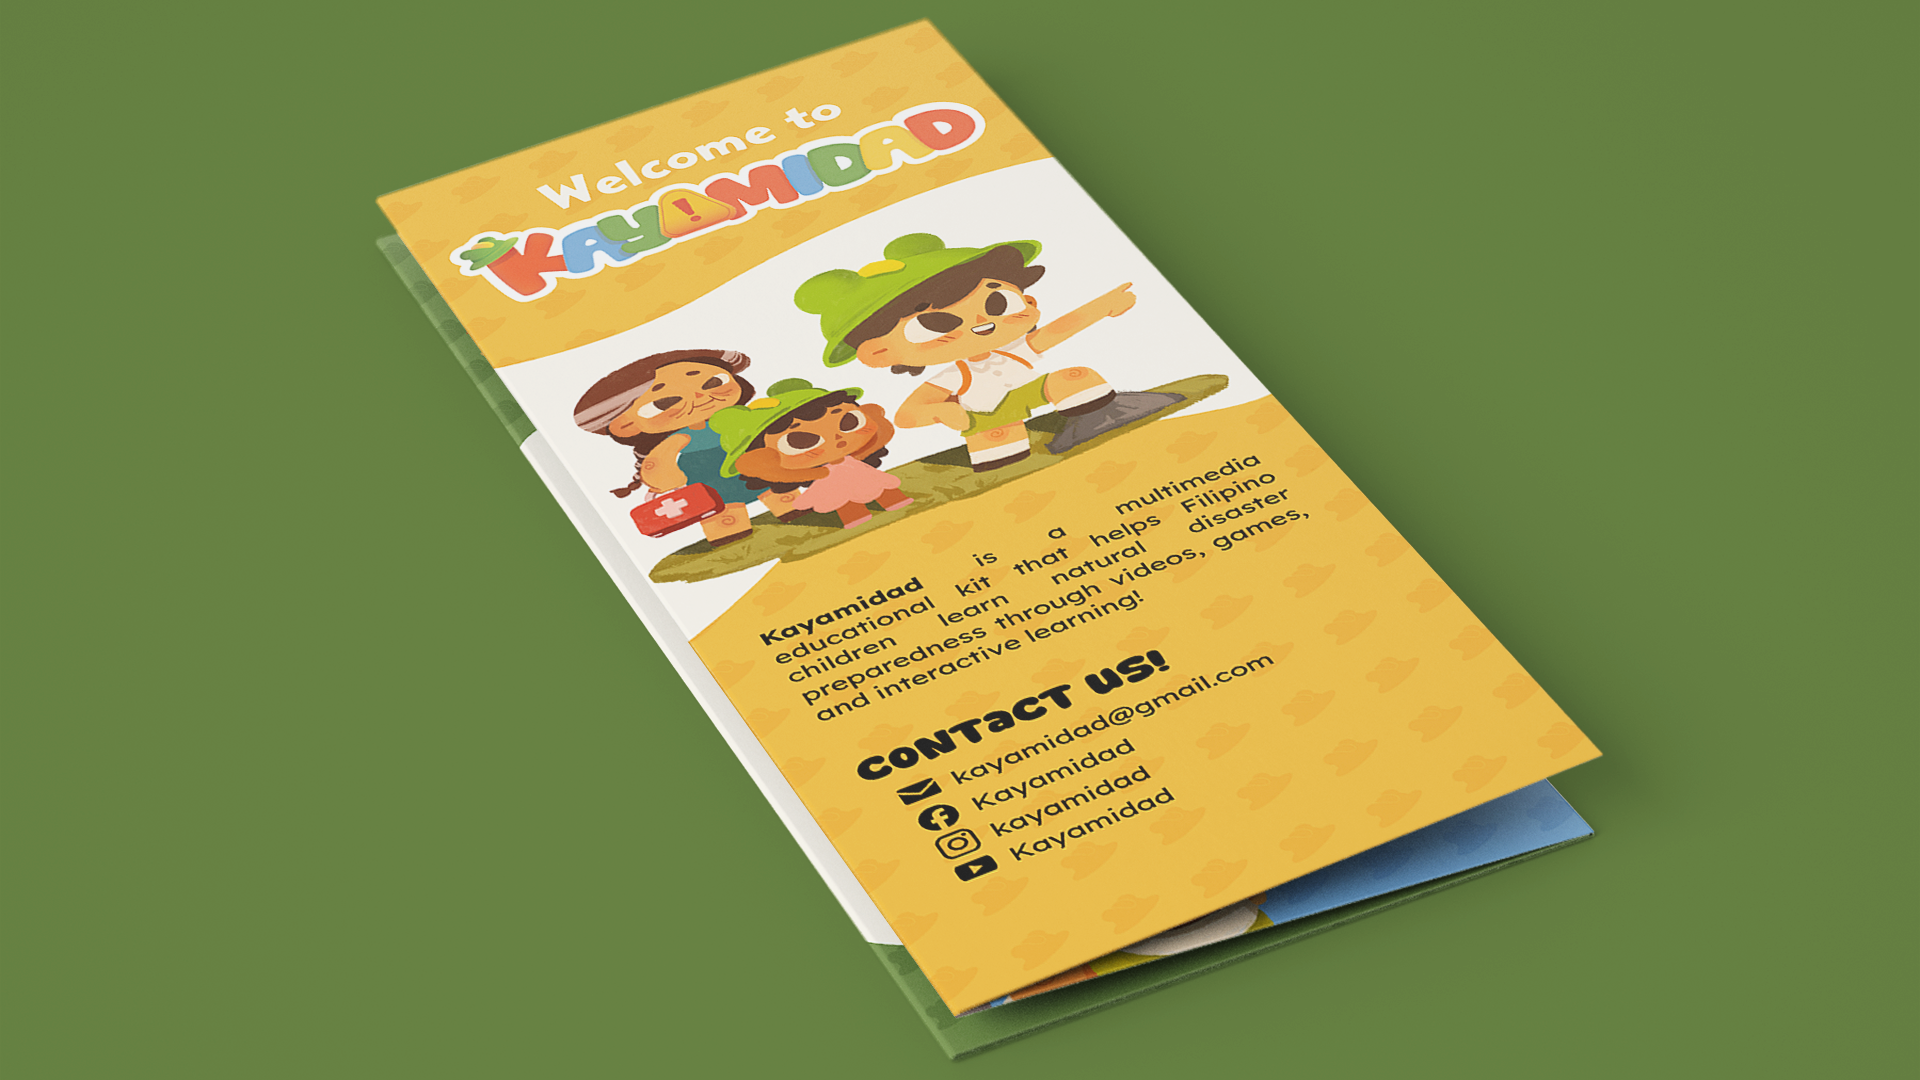 Welcome to
KAYAMIDAD
Kayamidad is a multimedia
educational kit that helps Filipino
children learn natural disaster
preparedness through videos, games,
and interactive learning!
CONTACT US!
kayamidad@gmail.com
Kayamidad
kayamidad
Kayamidad